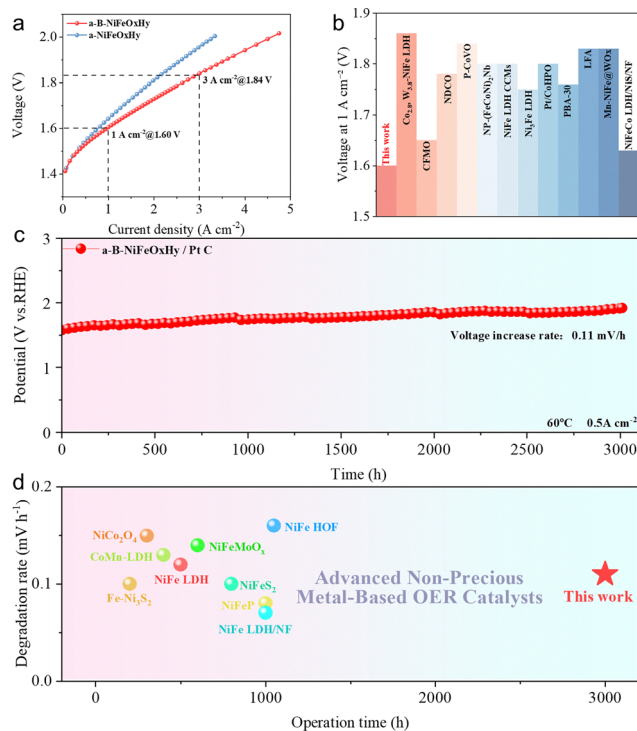 a
a-B-NiFeOxHy
a-NiFeOxHy
2.0
1.8
1.6
1.4
3 A cm⁻²@1.84 V
1 A cm⁻²@1.60 V
0 1 2 3 4 5
Voltage (V)
Current density (A cm⁻²)
b
Voltage at 1 A cm⁻² (V)
1.9
1.8
1.7
1.6
1.5
This work
Co₂.₈, W₃.₈-NiFe LDH
CFMO
NDCO
P-CoVO
NP-(FeCoNi)₂Nb
NiFe LDH CCMs
Ni₃Fe LDH
Pt/CoHPO
PBA-30
LFA
Mn-NiFe@WOx
NiFeCo LDH/NiS/NF
c
a-B-NiFeOxHy / Pt C
Potential (V vs.RHE)
3
2
1
0
Voltage increase rate: 0.11 mV/h
60°C 0.5A cm⁻²
0 500 1000 1500 2000 2500 3000
Time (h)
d
Degradation rate (mV h⁻¹)
0.2
0.1
0.0
NiCo₂O₄
CoMn-LDH
NiFe LDH
Fe-Ni₃S₂
NiFeMoOₓ
NiFe HOF
NiFeS₂
NiFeP
NiFe LDH/NF
Advanced Non-Precious
Metal-Based OER Catalysts
This work
0 1000 2000 3000
Operation time (h)